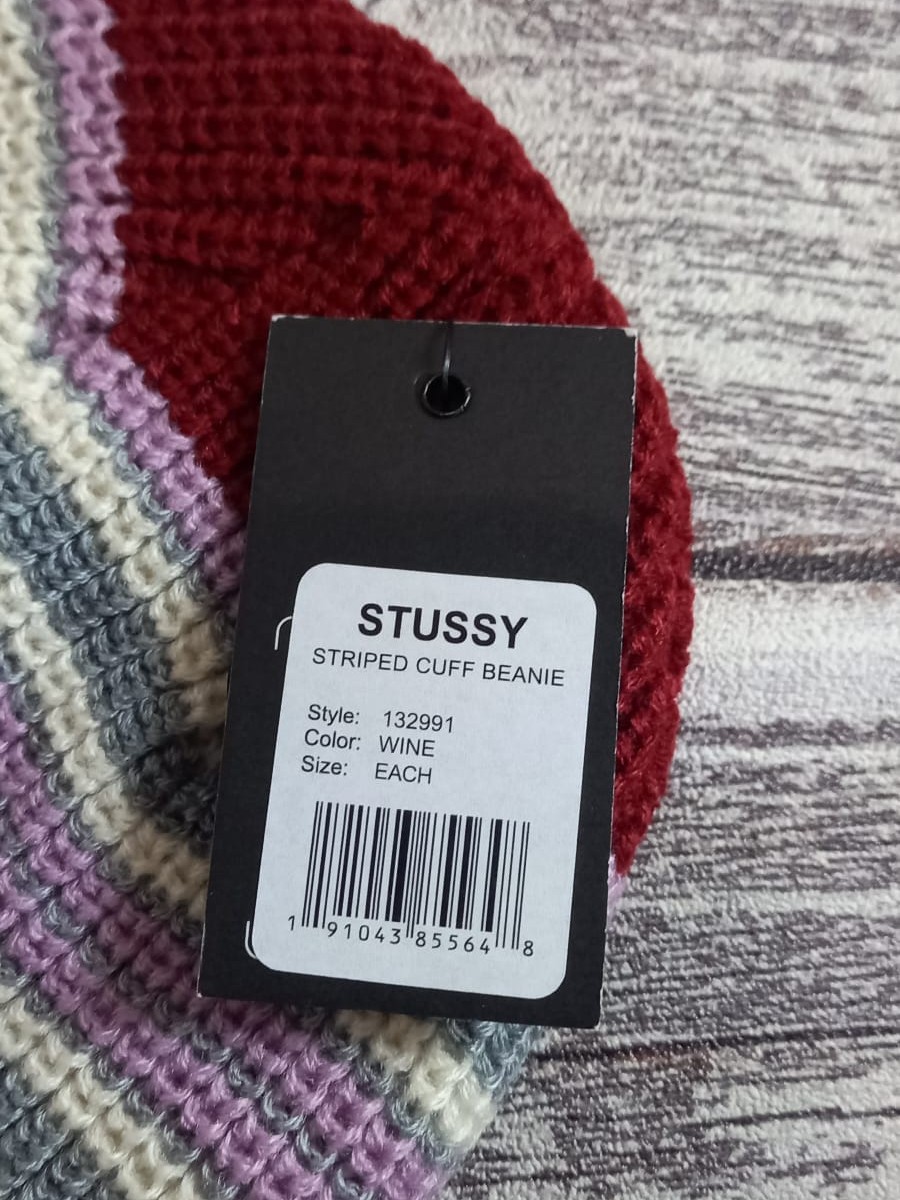 STUSSY
STRIPED CUFF BEANIE
Style: 132991
Color: WINE
Size: EACH
1 91043 85564 8